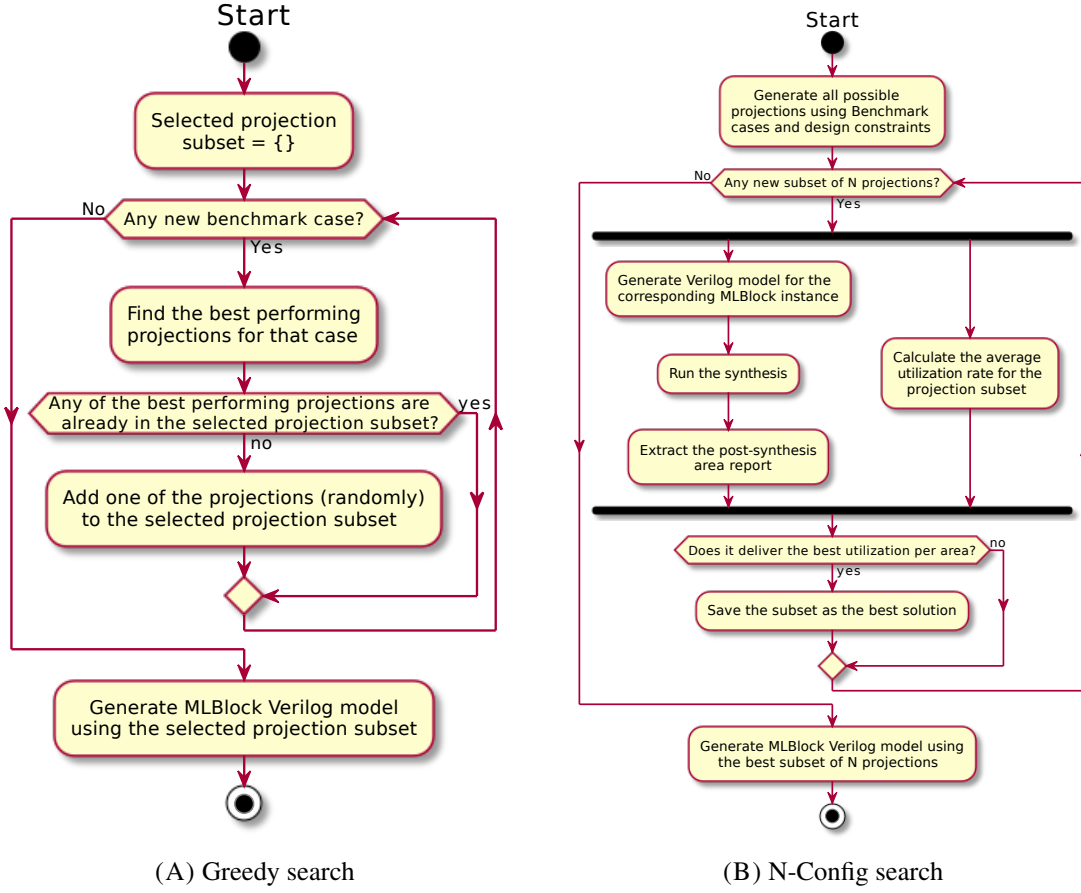 Start
Selected projection
subset = {}
No
Any new benchmark case?
Yes
Find the best performing
projections for that case
Any of the best performing projections are
already in the selected projection subset?
yes
no
Add one of the projections (randomly)
to the selected projection subset
Generate MLBlock Verilog model
using the selected projection subset
(A) Greedy search
Start
Generate all possible
projections using Benchmark
cases and design constraints
No
Any new subset of N projections?
Yes
Generate Verilog model for the
corresponding MLBlock instance
Run the synthesis
Extract the post-synthesis
area report
Calculate the average
utilization rate for the
projection subset
Does it deliver the best utilization per area?
no
yes
Save the subset as the best solution
Generate MLBlock Verilog model using
the best subset of N projections
(B) N-Config search